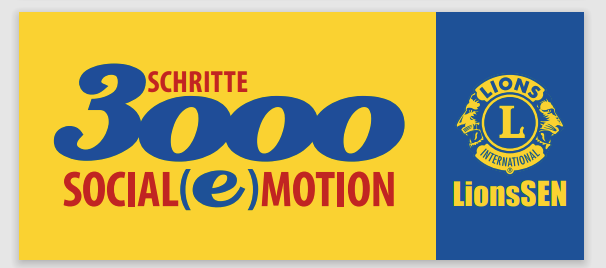 SCHRITTE
3000
SOCIAL(e)MOTION
LIONS
L
INTERNATIONAL
®
LionsSEN